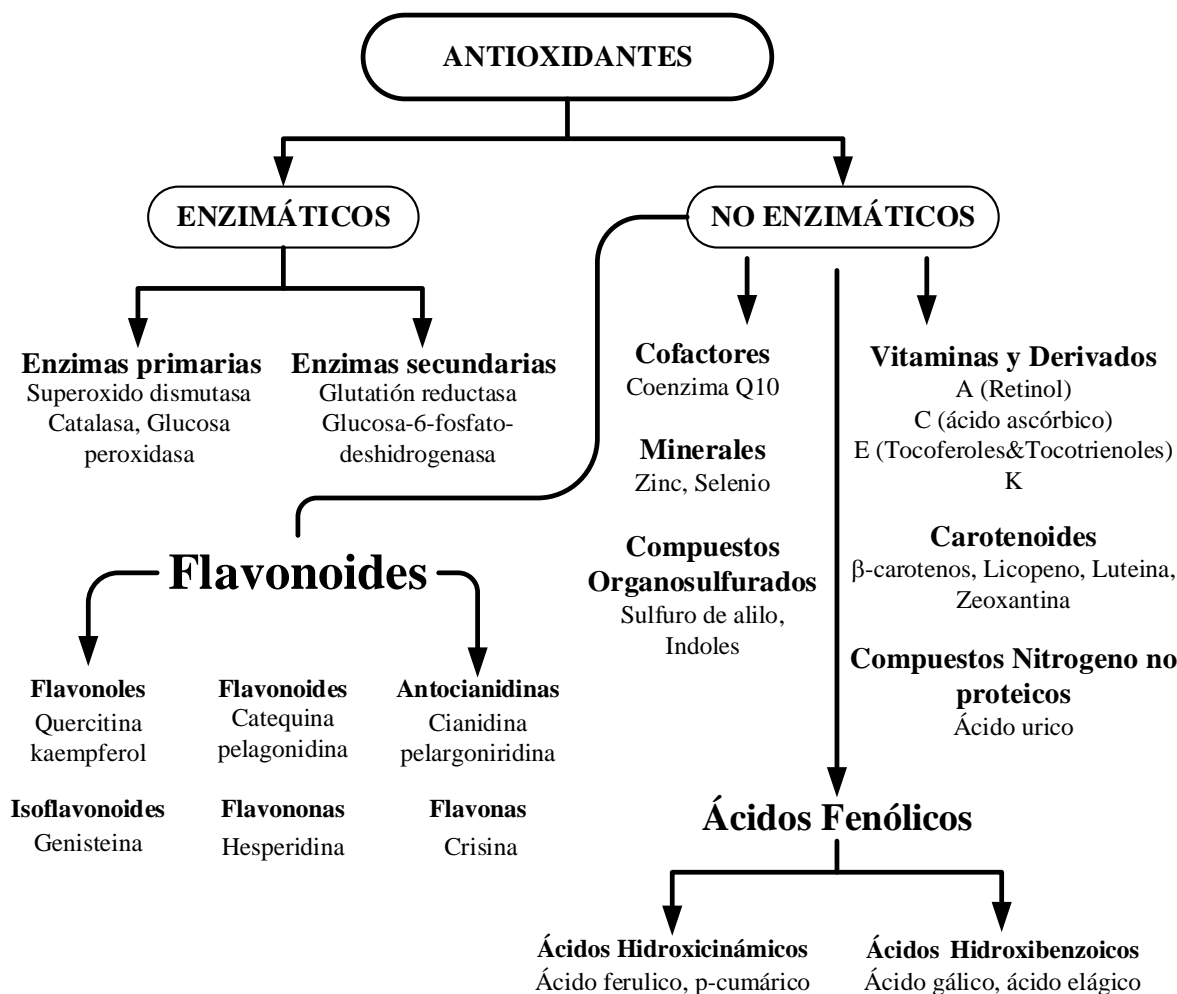 ANTIOXIDANTES
ENZIMÁTICOS
NO ENZIMÁTICOS
Enzimas primarias
Superoxido dismutasa
Catalasa, Glucosa
peroxidasa
Enzimas secundarias
Glutatión reductasa
Glucosa-6-fosfato-
deshidrogenasa
Cofactores
Coenzima Q10
Minerales
Zinc, Selenio
Compuestos
Organosulfurados
Sulfuro de alilo,
Indoles
Vitaminas y Derivados
A (Retinol)
C (ácido ascórbico)
E (Tocoferoles&Tocotrienoles)
K
Carotenoides
β-carotenos, Licopeno, Luteina,
Zeoxantina
Compuestos Nitrogeno no
proteicos
Ácido urico
Flavonoides
Flavonoles
Quercitina
kaempferol
Flavonoides
Catequina
pelagonidina
Antocianidinas
Cianidina
pelargoniridina
Isoflavonoides
Genisteina
Flavononas
Hesperidina
Flavonas
Crisina
Ácidos Fenólicos
Ácidos Hidroxicinámicos
Ácido ferulico, p-cumárico
Ácidos Hidroxibenzoicos
Ácido gálico, ácido elágico